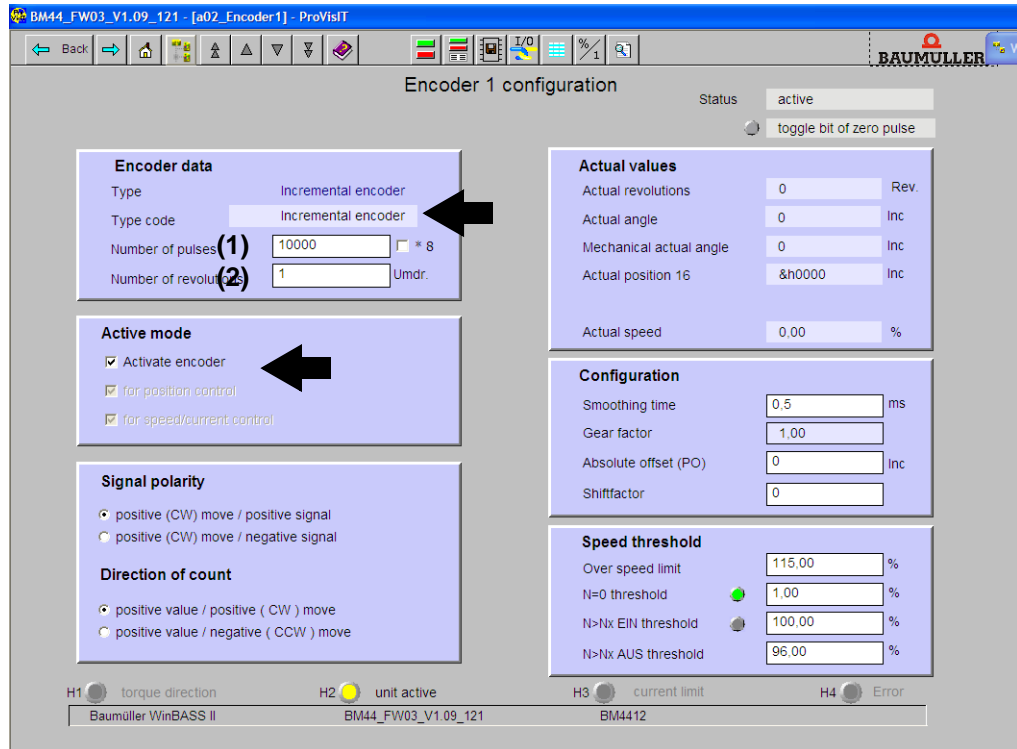 BM44_FW03_V1.09_121 - [a02_Encoder1] - ProVisIT
Back
I/O
%/1
BAUMÜLLER
Encoder 1 configuration
Status active
toggle bit of zero pulse
Encoder data
Type Incremental encoder
Type code Incremental encoder
Number of pulses (1) 10000 * 8
Number of revolutions (2) 1 Umdr.
Active mode
Activate encoder
for position control
for speed/current control
Signal polarity
positive (CW) move / positive signal
positive (CW) move / negative signal
Direction of count
positive value / positive ( CW ) move
positive value / negative ( CCW ) move
Actual values
Actual revolutions 0 Rev.
Actual angle 0 Inc
Mechanical actual angle 0 Inc
Actual position 16 &h0000 Inc
Actual speed 0,00 %
Configuration
Smoothing time 0,5 ms
Gear factor 1,00
Absolute offset (PO) 0 Inc
Shiftfactor 0
Speed threshold
Over speed limit 115,00 %
N=0 threshold 1,00 %
N>Nx EIN threshold 100,00 %
N>Nx AUS threshold 96,00 %
H1 torque direction H2 unit active H3 current limit H4 Error
Baumüller WinBASS II BM44_FW03_V1.09_121 BM4412